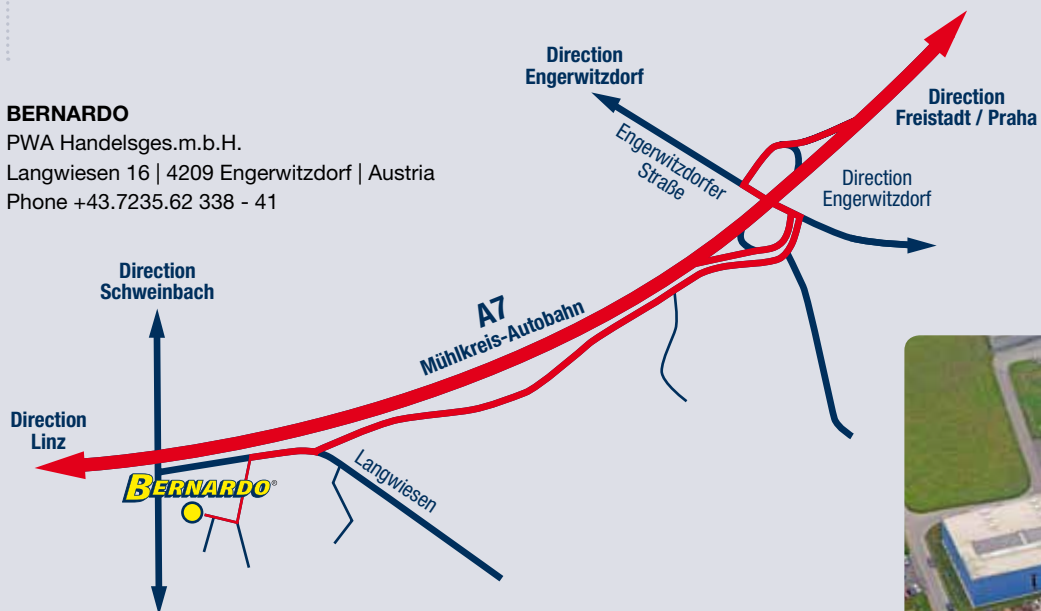 BERNARDO
PWA Handelsges.m.b.H.
Langwiesen 16 | 4209 Engerwitzdorf | Austria
Phone +43.7235.62 338 - 41
Direction
Engerwitzdorf
Direction
Freistadt / Praha
Engerwitzdorfer
Straße
Direction
Engerwitzdorf
Direction
Schweinbach
A7
Mühlkreis-Autobahn
Direction
Linz
BERNARDO®
Langwiesen